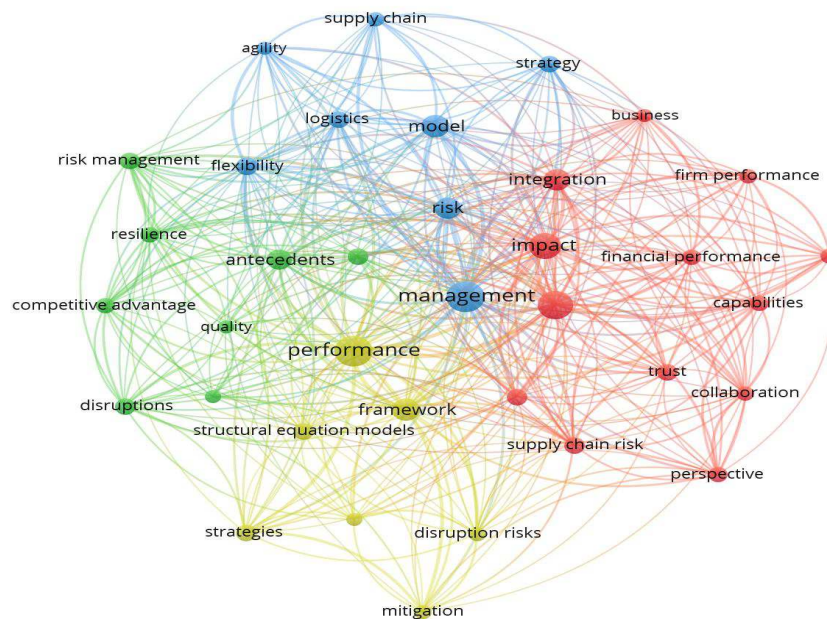 supply chain
agility
strategy
business
logistics
model
risk management
flexibility
integration
firm performance
risk
resilience
impact
antecedents
financial performance
management
competitive advantage
capabilities
quality
performance
trust
collaboration
disruptions
framework
structural equation models
supply chain risk
perspective
strategies
disruption risks
mitigation